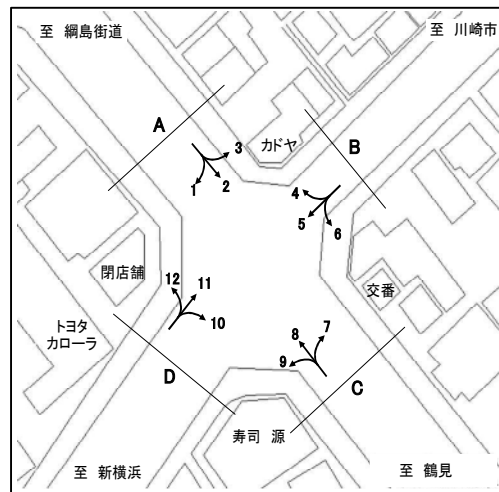 至 綱島街道
至 川崎市
A
3
カドヤ
B
1
2
4
5
6
12
11
閉店舗
交番
10
トヨタ
カローラ
8
7
9
D
C
寿司 源
至 新横浜
至 鶴見